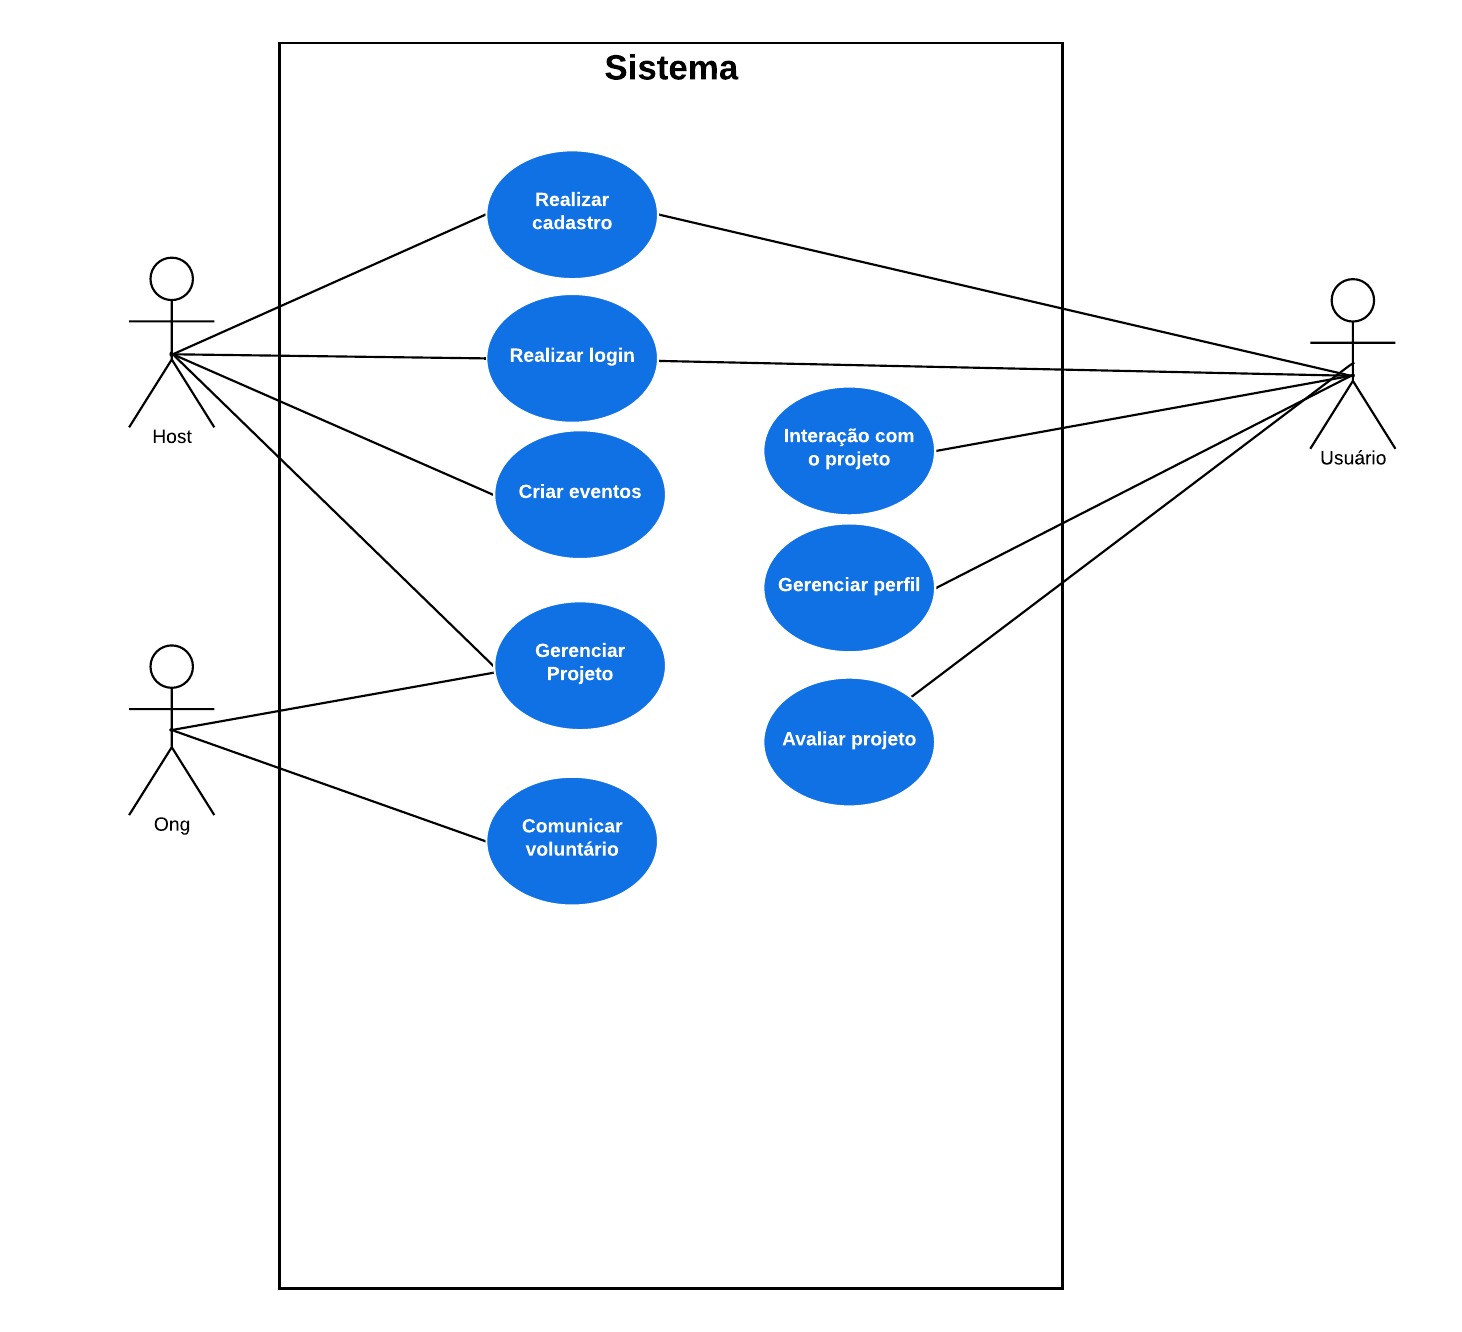 Sistema
Realizar
cadastro
Realizar login
Criar eventos
Gerenciar
Projeto
Comunicar
voluntário
Interação com
o projeto
Gerenciar perfil
Avaliar projeto
Host
Ong
Usuário